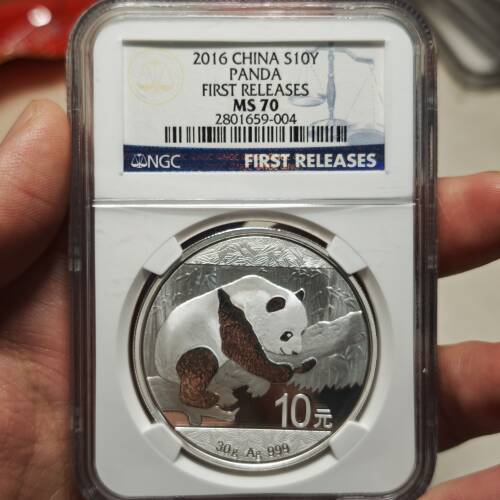 2016 CHINA S10Y
PANDA
FIRST RELEASES
MS 70
2801659-004
NGC FIRST RELEASES
10元
30g Ag 999